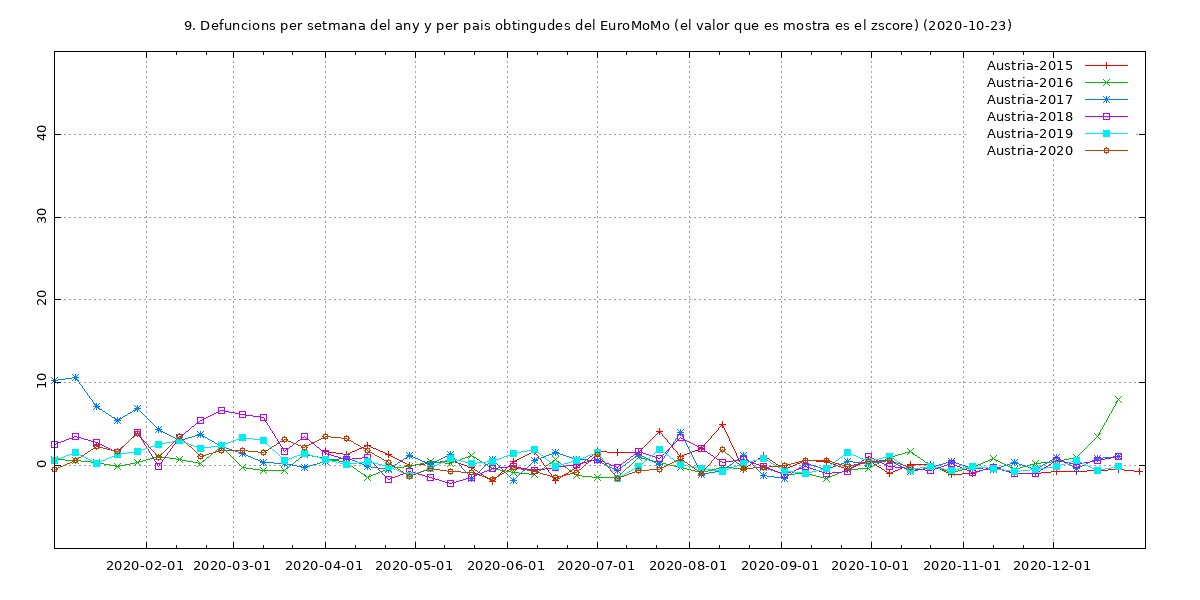 9. Defuncions per setmana del any y per pais obtingudes del EuroMoMo (el valor que es mostra es el zscore) (2020-10-23)
Austria-2015
Austria-2016
Austria-2017
Austria-2018
Austria-2019
Austria-2020
40
30
20
10
0
2020-02-01 2020-03-01 2020-04-01 2020-05-01 2020-06-01 2020-07-01 2020-08-01 2020-09-01 2020-10-01 2020-11-01 2020-12-01